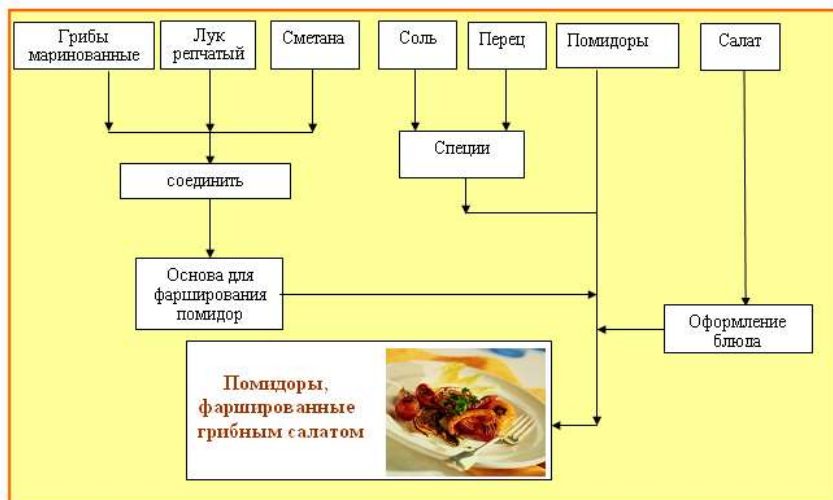 Грибы
маринованные
Лук
репчатый
Сметана
Соль
Перец
Помидоры
Салат
Специи
соединить
Основа для
фарширования
помидор
Оформление
блюда
Помидоры,
фаршированные
грибным салатом